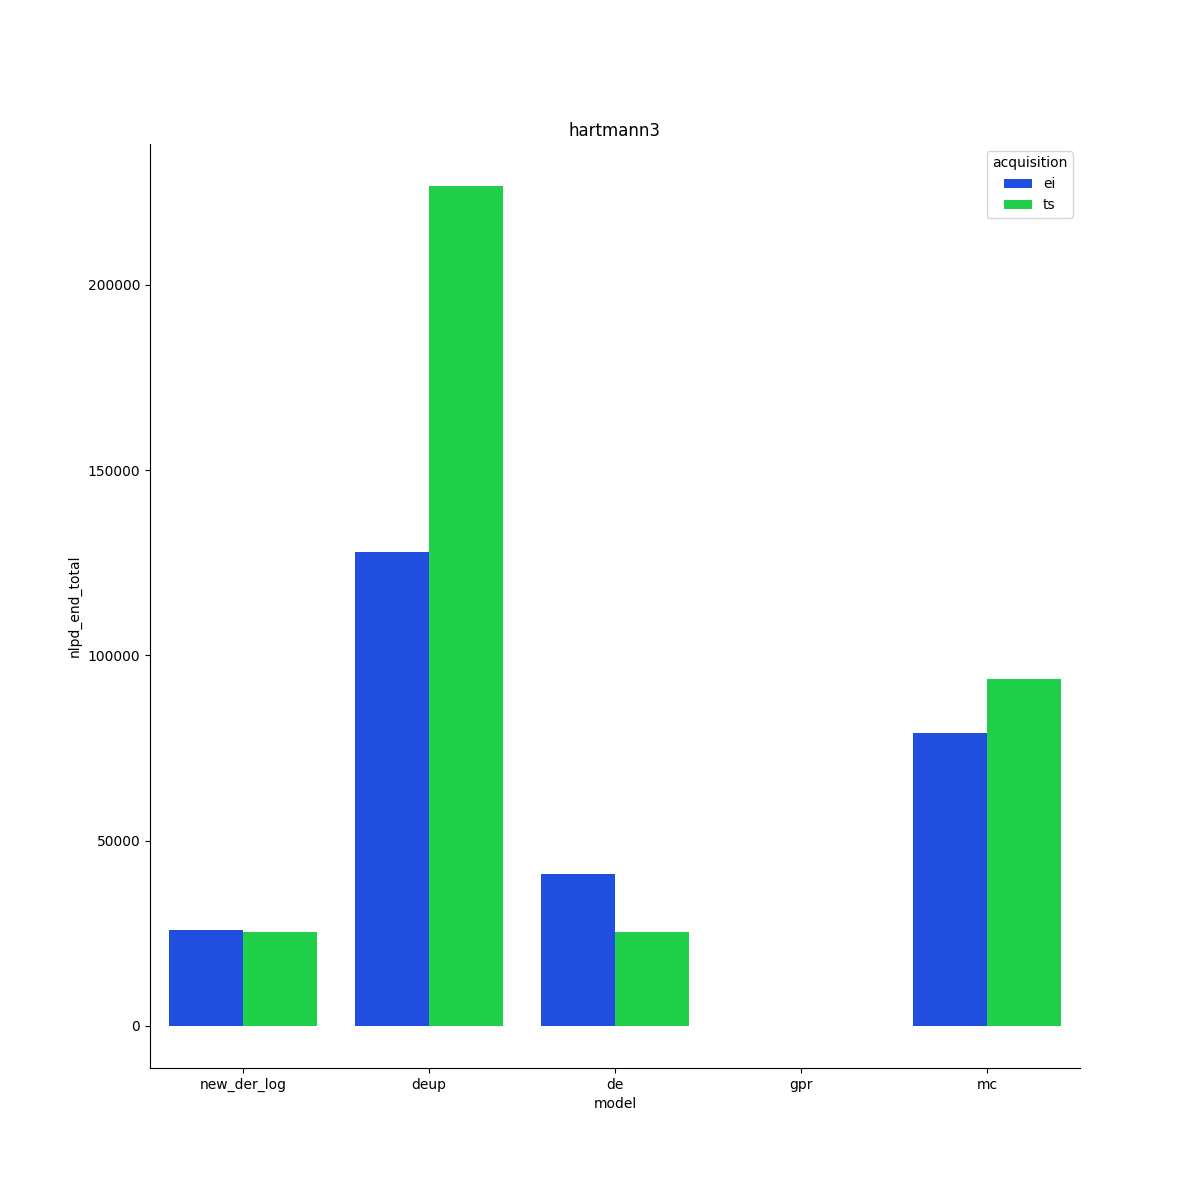 hartmann3
acquisition
ei
ts
200000
150000
100000
50000
0
nlpd_end_total
new_der_log deup de gpr mc
model